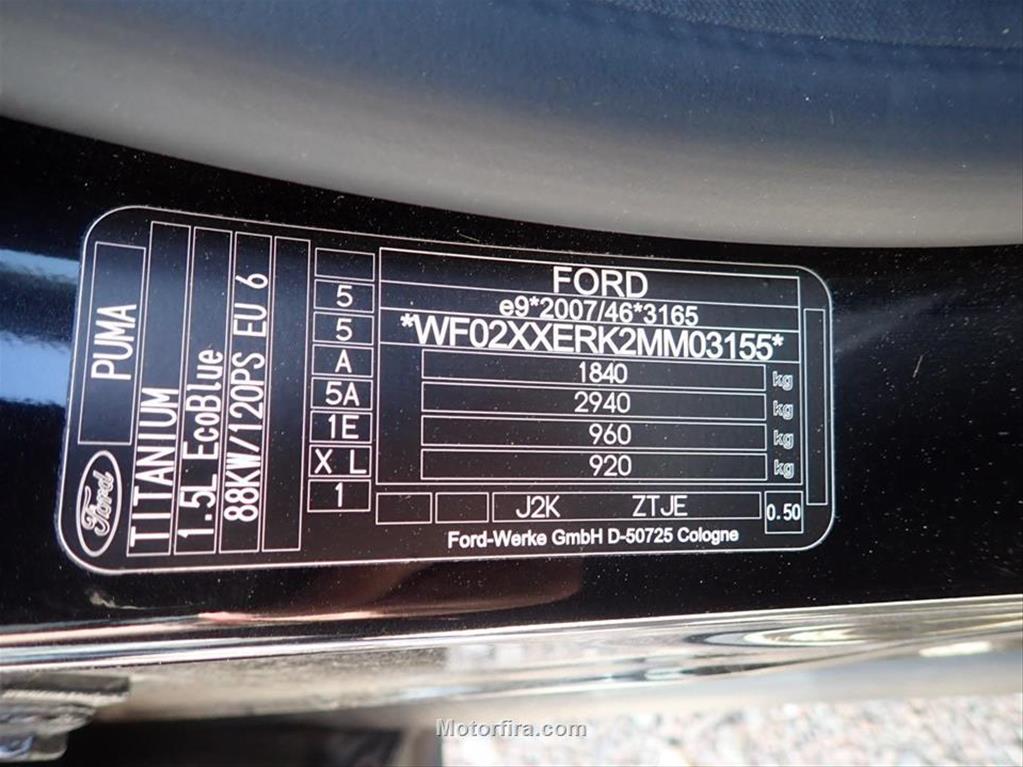 FORD
e9*2007/46*3165
*WF02XXERK2MM03155*
1840 kg
2940 kg
960 kg
920 kg
J2K ZTJE 0.50
Ford-Werke GmbH D-50725 Cologne
5
5
A
5A
1E
X L
1
PUMA
Ford
TITANIUM
1.5L EcoBlue
88KW/120PS EU 6
Motorfira.com